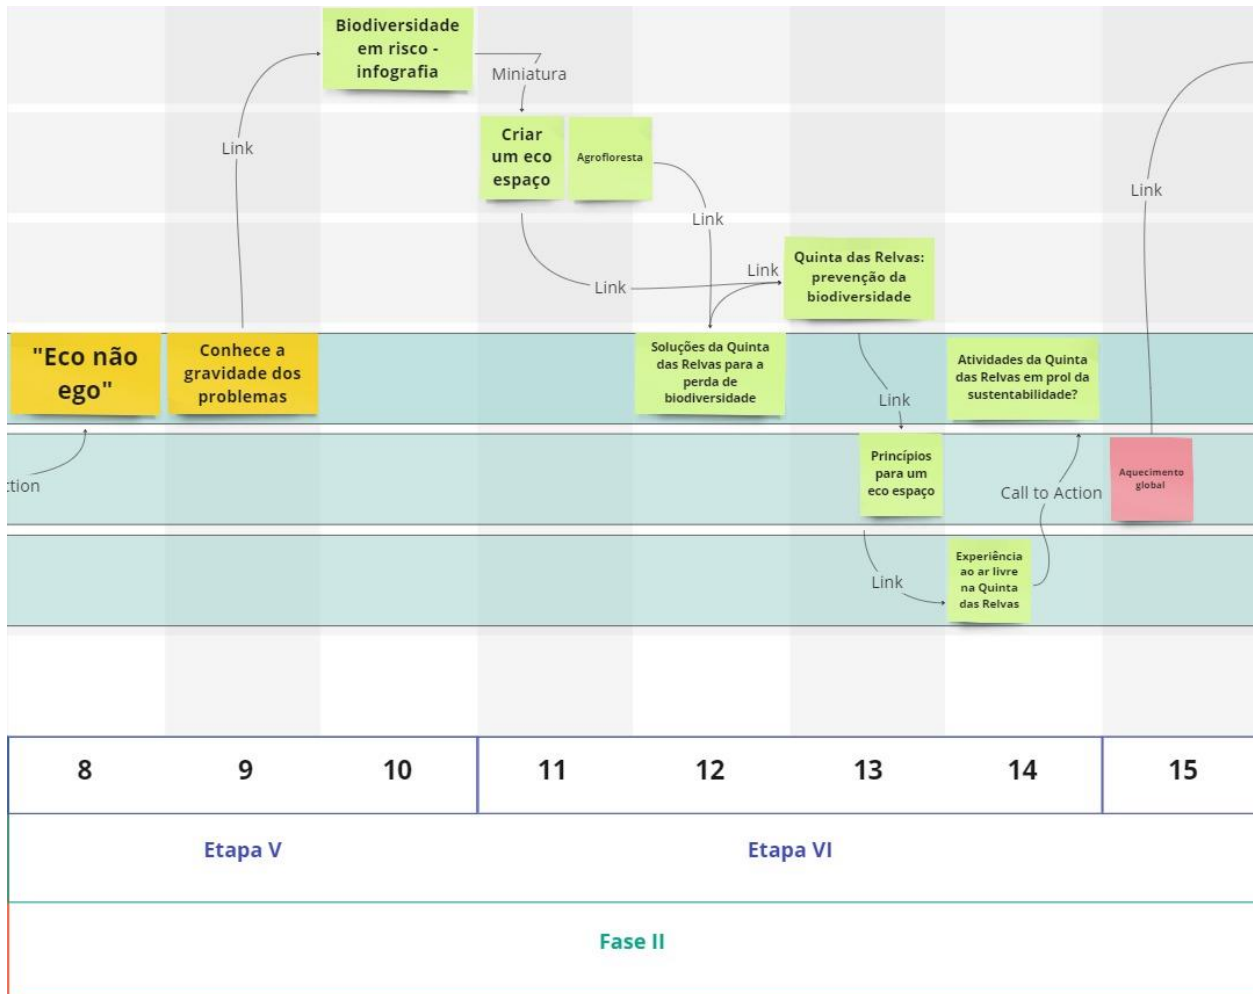 Biodiversidade
em risco -
infografia
Miniatura
Link
Criar
um eco
espaço
Agrofloresta
Link
Link
Link
Link
Quinta das Relvas:
prevenção da
biodiversidade
"Eco não
ego"
Conhece a
gravidade dos
problemas
Soluções da Quinta
das Relvas para a
perda de
biodiversidade
Link
Atividades da Quinta
das Relvas em prol da
sustentabilidade?
ction
Princípios
para um
eco espaço
Call to Action
Aquecimento
global
Link
Experiência
ao ar livre
na Quinta
das Relvas
8
9
10
11
12
13
14
15
Etapa V
Etapa VI
Fase II